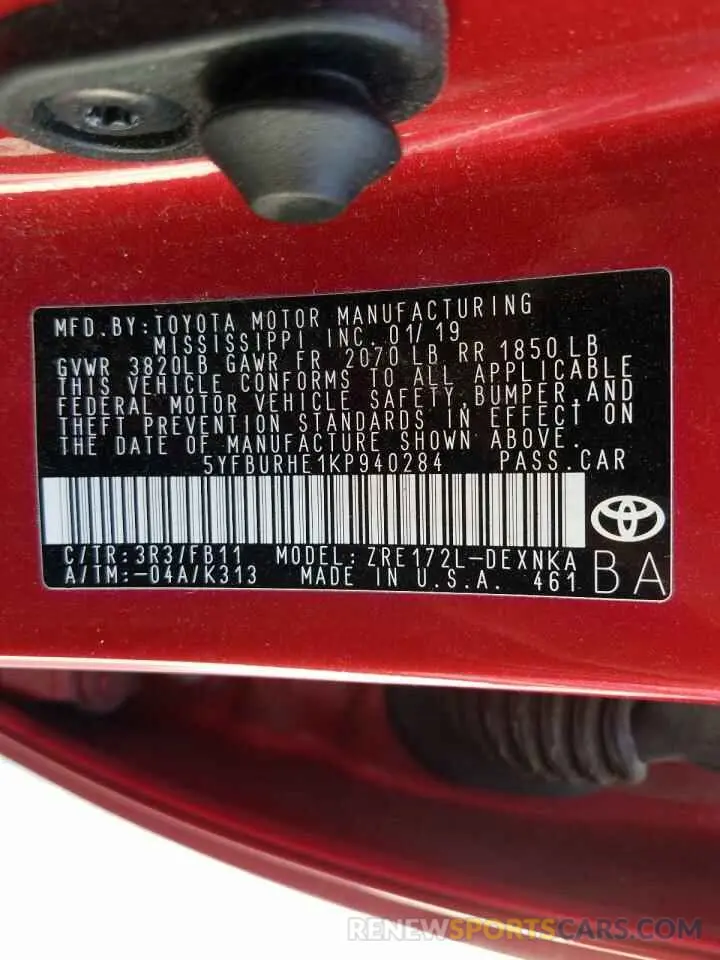 MFD.BY:TOYOTA MOTOR MANUFACTURING
MISSISSIPPI INC. 01/19
GVWR 3820LB GAWR FR 2070 LB RR 1850 LB
THIS VEHICLE CONFORMS TO ALL APPLICABLE
FEDERAL MOTOR VEHICLE SAFETY,BUMPER,AND
THEFT PREVENTION STANDARDS IN EFFECT ON
THE DATE OF MANUFACTURE SHOWN ABOVE.
5YFBURHE1KP940284 PASS.CAR
C/TR:3R3/FB11 MODEL:ZRE172L-DEXNKA
A/TM:-04A/K313 MADE IN U.S.A. 461
BA
RENEWSPORTSCARS.COM